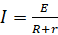 I = E / (R + r)